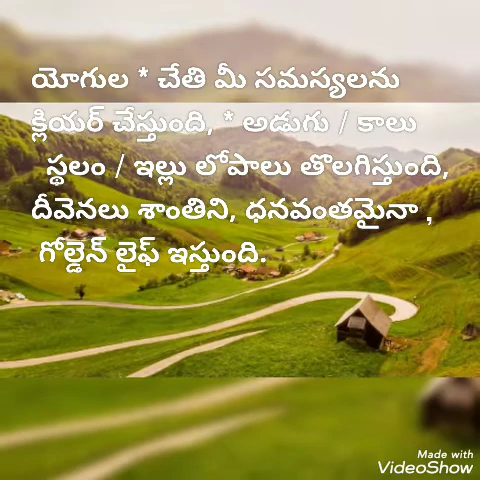 యోగుల * చేతి మీ సమస్యలను
క్లియర్ చేస్తుంది, * అడుగు / కాలు
స్థలం / ఇల్లు లోపాలు తొలగిస్తుంది,
దీవెనలు శాంతిని, ధనవంతమైనా ,
గోల్డెన్ లైఫ్ ఇస్తుంది.
Made with
VideoShow